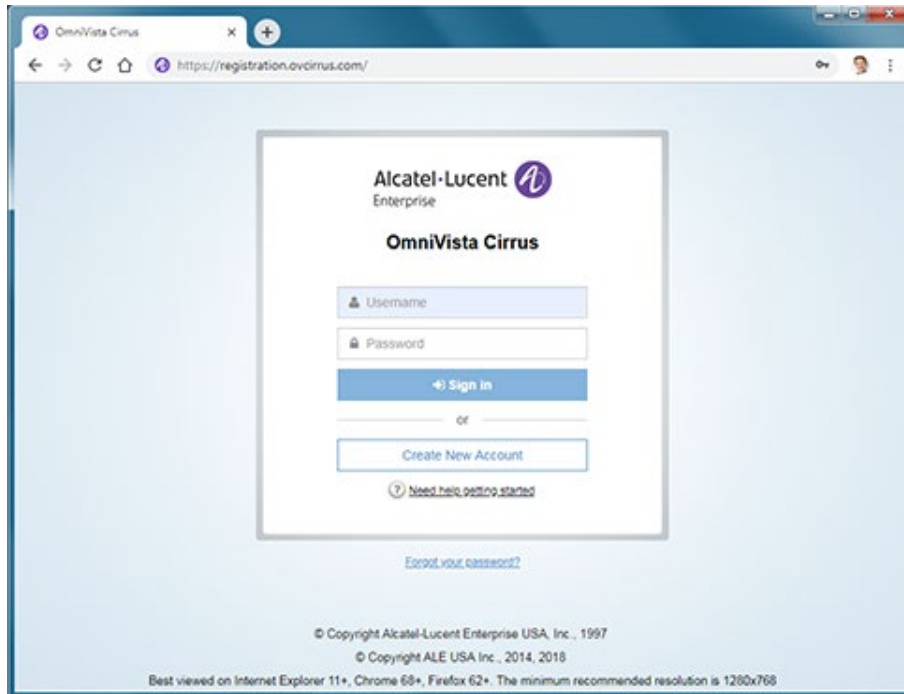 OmniVista Cirrus
https://registration.ovcirrus.com/
Alcatel·Lucent
Enterprise
OmniVista Cirrus
Username
Password
Sign in
or
Create New Account
? Need help getting started
Forgot your password?
© Copyright Alcatel-Lucent Enterprise USA, Inc., 1997
© Copyright ALE USA Inc., 2014, 2018
Best viewed on Internet Explorer 11+, Chrome 68+, Firefox 62+. The minimum recommended resolution is 1280x768